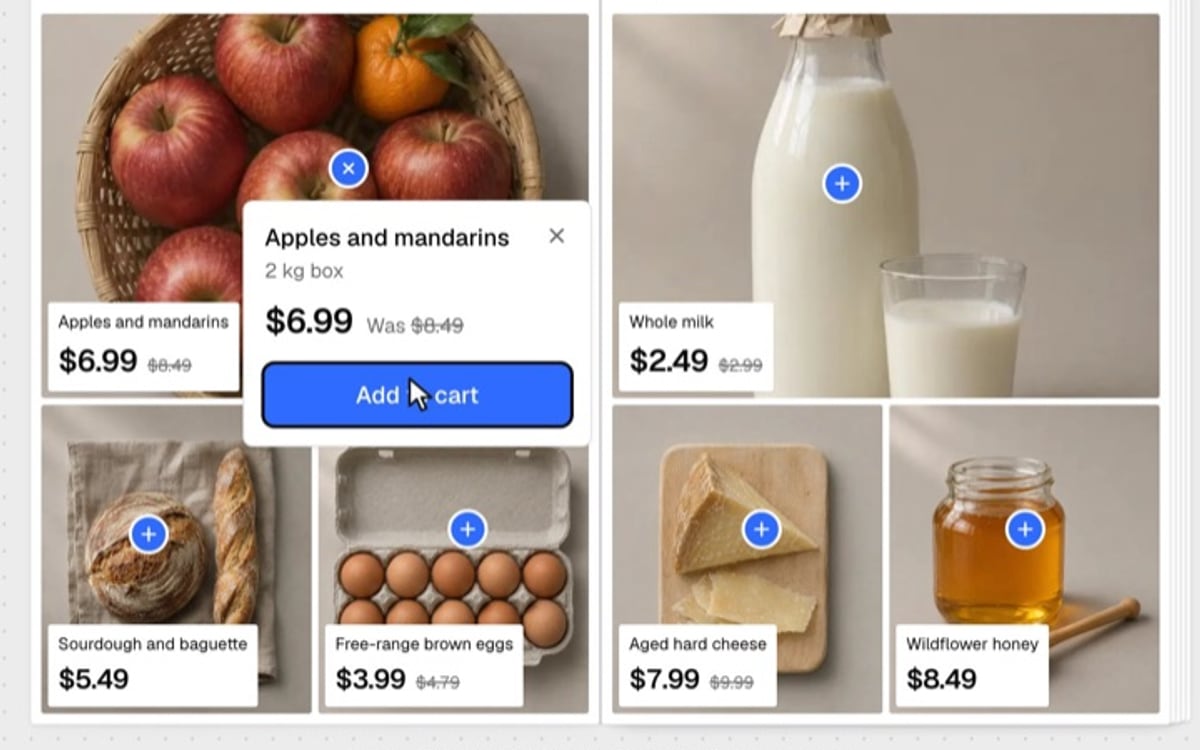 Apples and mandarins
2 kg box
$6.99 Was $8.49
Add cart
Apples and mandarins
$6.99 $8.49
Whole milk
$2.49 $2.99
Sourdough and baguette
$5.49
Free-range brown eggs
$3.99 $4.79
Aged hard cheese
$7.99 $9.99
Wildflower honey
$8.49